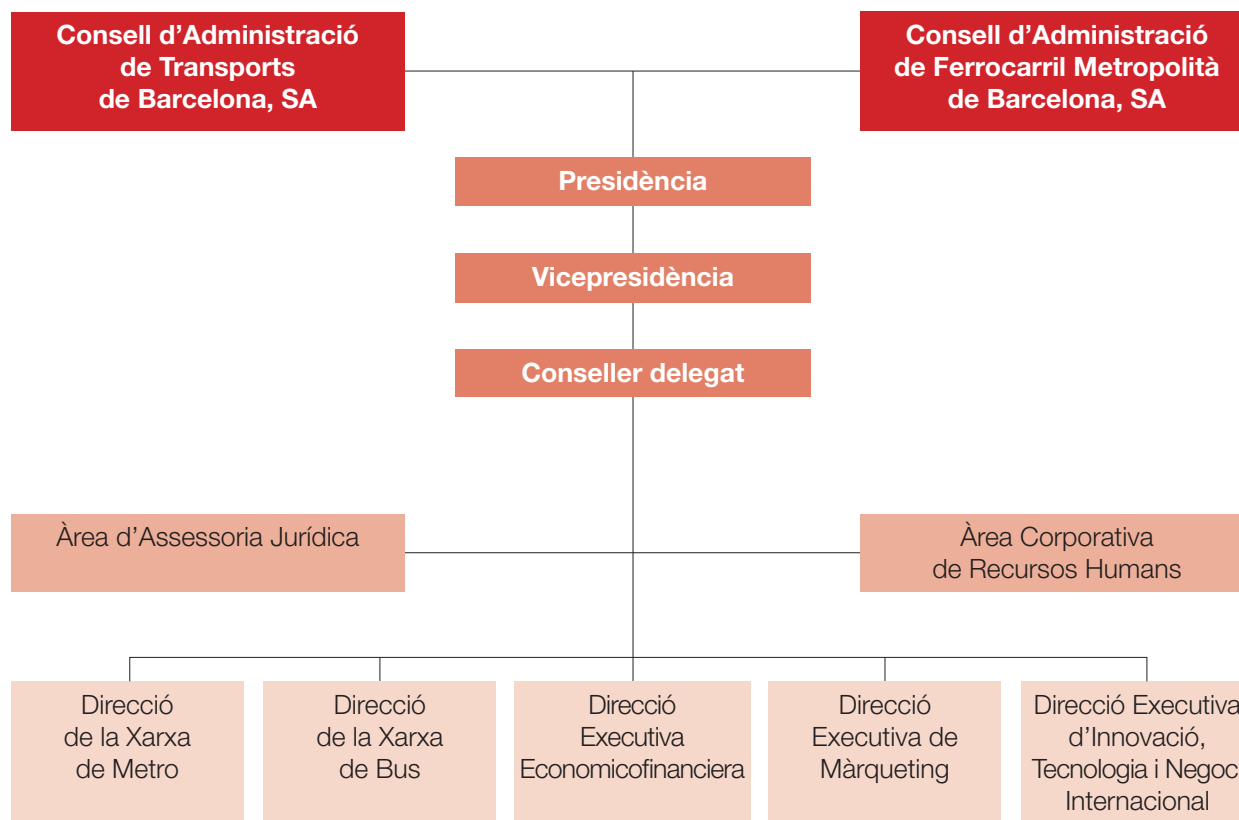 Consell d’Administració
de Transports
de Barcelona, SA
Consell d’Administració
de Ferrocarril Metropolità
de Barcelona, SA
Presidència
Vicepresidència
Conseller delegat
Àrea d’Assessoria Jurídica
Àrea Corporativa
de Recursos Humans
Direcció
de la Xarxa
de Metro
Direcció
de la Xarxa
de Bus
Direcció
Executiva
Economicofinanciera
Direcció
Executiva de
Màrqueting
Direcció Executiva
d’Innovació,
Tecnologia i Negoci
Internacional